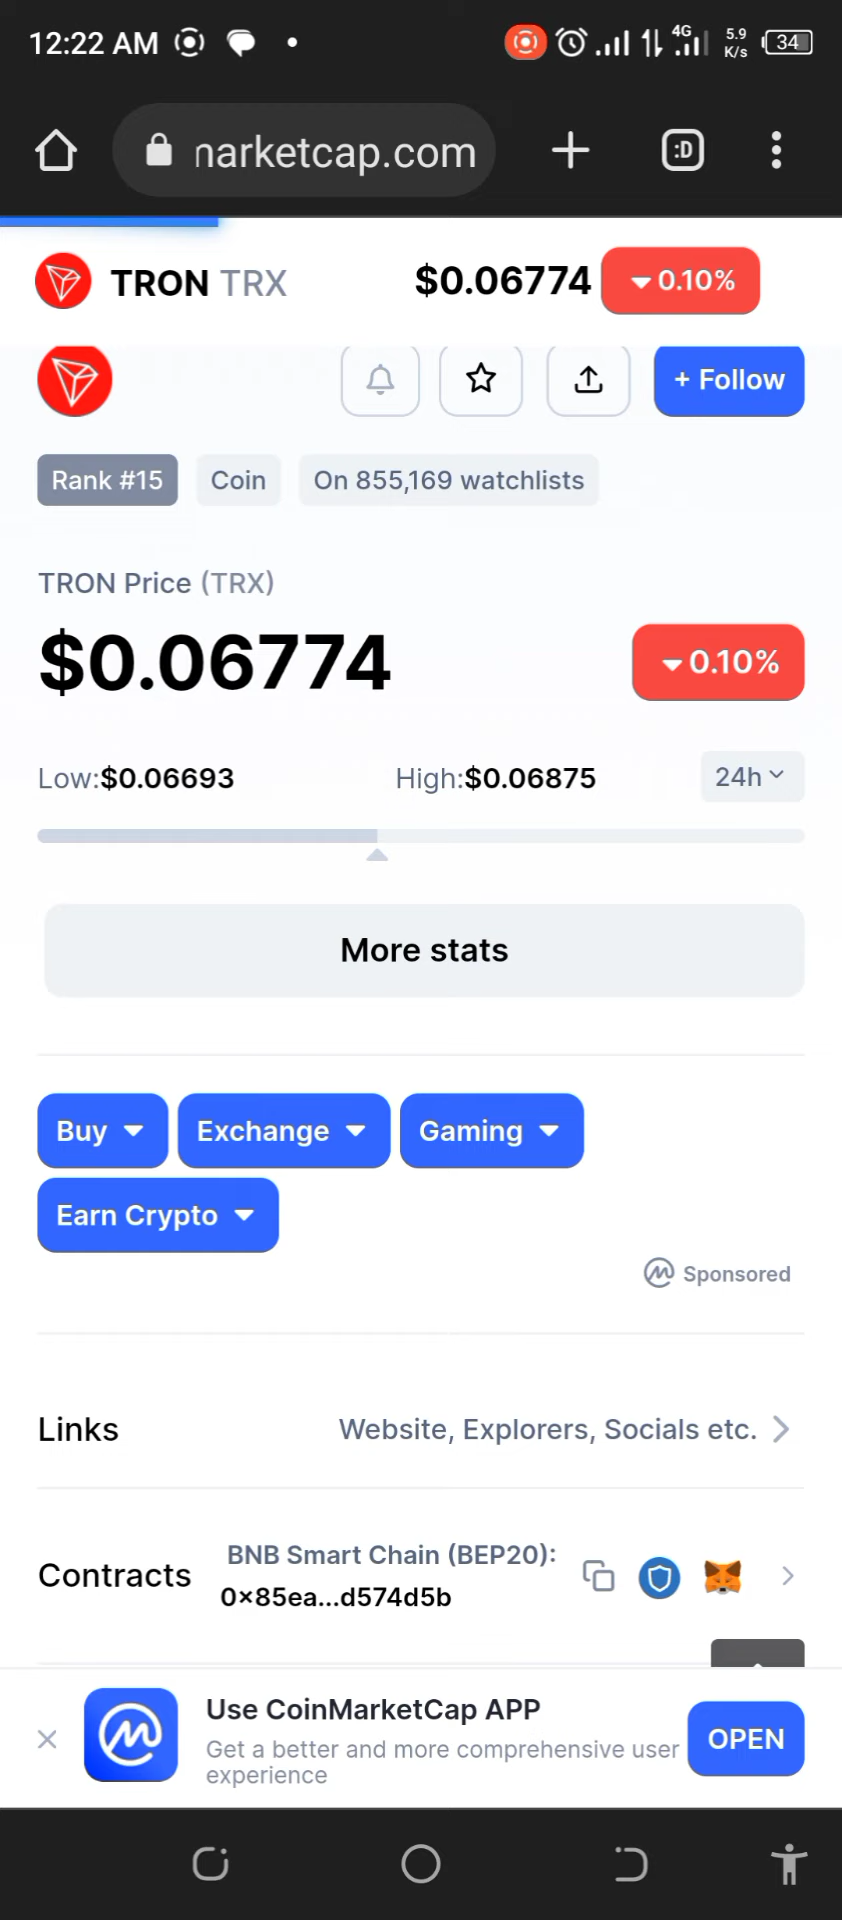 12:22 AM 4G 5.9 K/s 34
narketcap.com :D
TRON TRX $0.06774 0.10%
+ Follow
Rank #15 Coin On 855,169 watchlists
TRON Price (TRX)
$0.06774 0.10%
Low:$0.06693 High:$0.06875 24h
More stats
Buy Exchange Gaming
Earn Crypto
Sponsored
Links Website, Explorers, Socials etc.
Contracts BNB Smart Chain (BEP20):
0x85ea...d574d5b
Use CoinMarketCap APP
Get a better and more comprehensive user
experience
OPEN